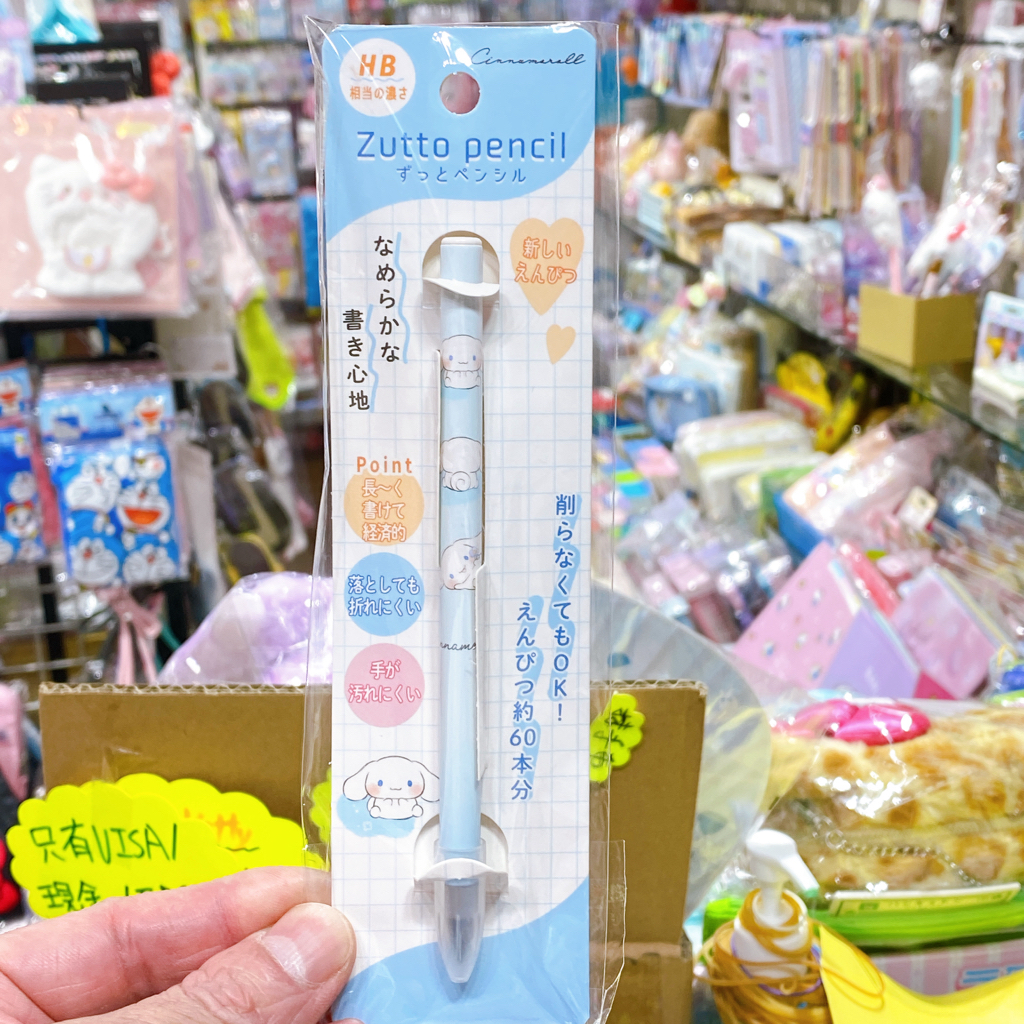 HB
相当の濃さ
Cinnamoroll
Zutto pencil
ずっとペンシル
新しい
えんぴつ
なめらかな
書き心地
Point
長〜く
書けて
経済的
落としても
折れにくい
手が
汚れにくい
削らなくてもOK!
えんぴつ約60本分
只有VISA/
現金